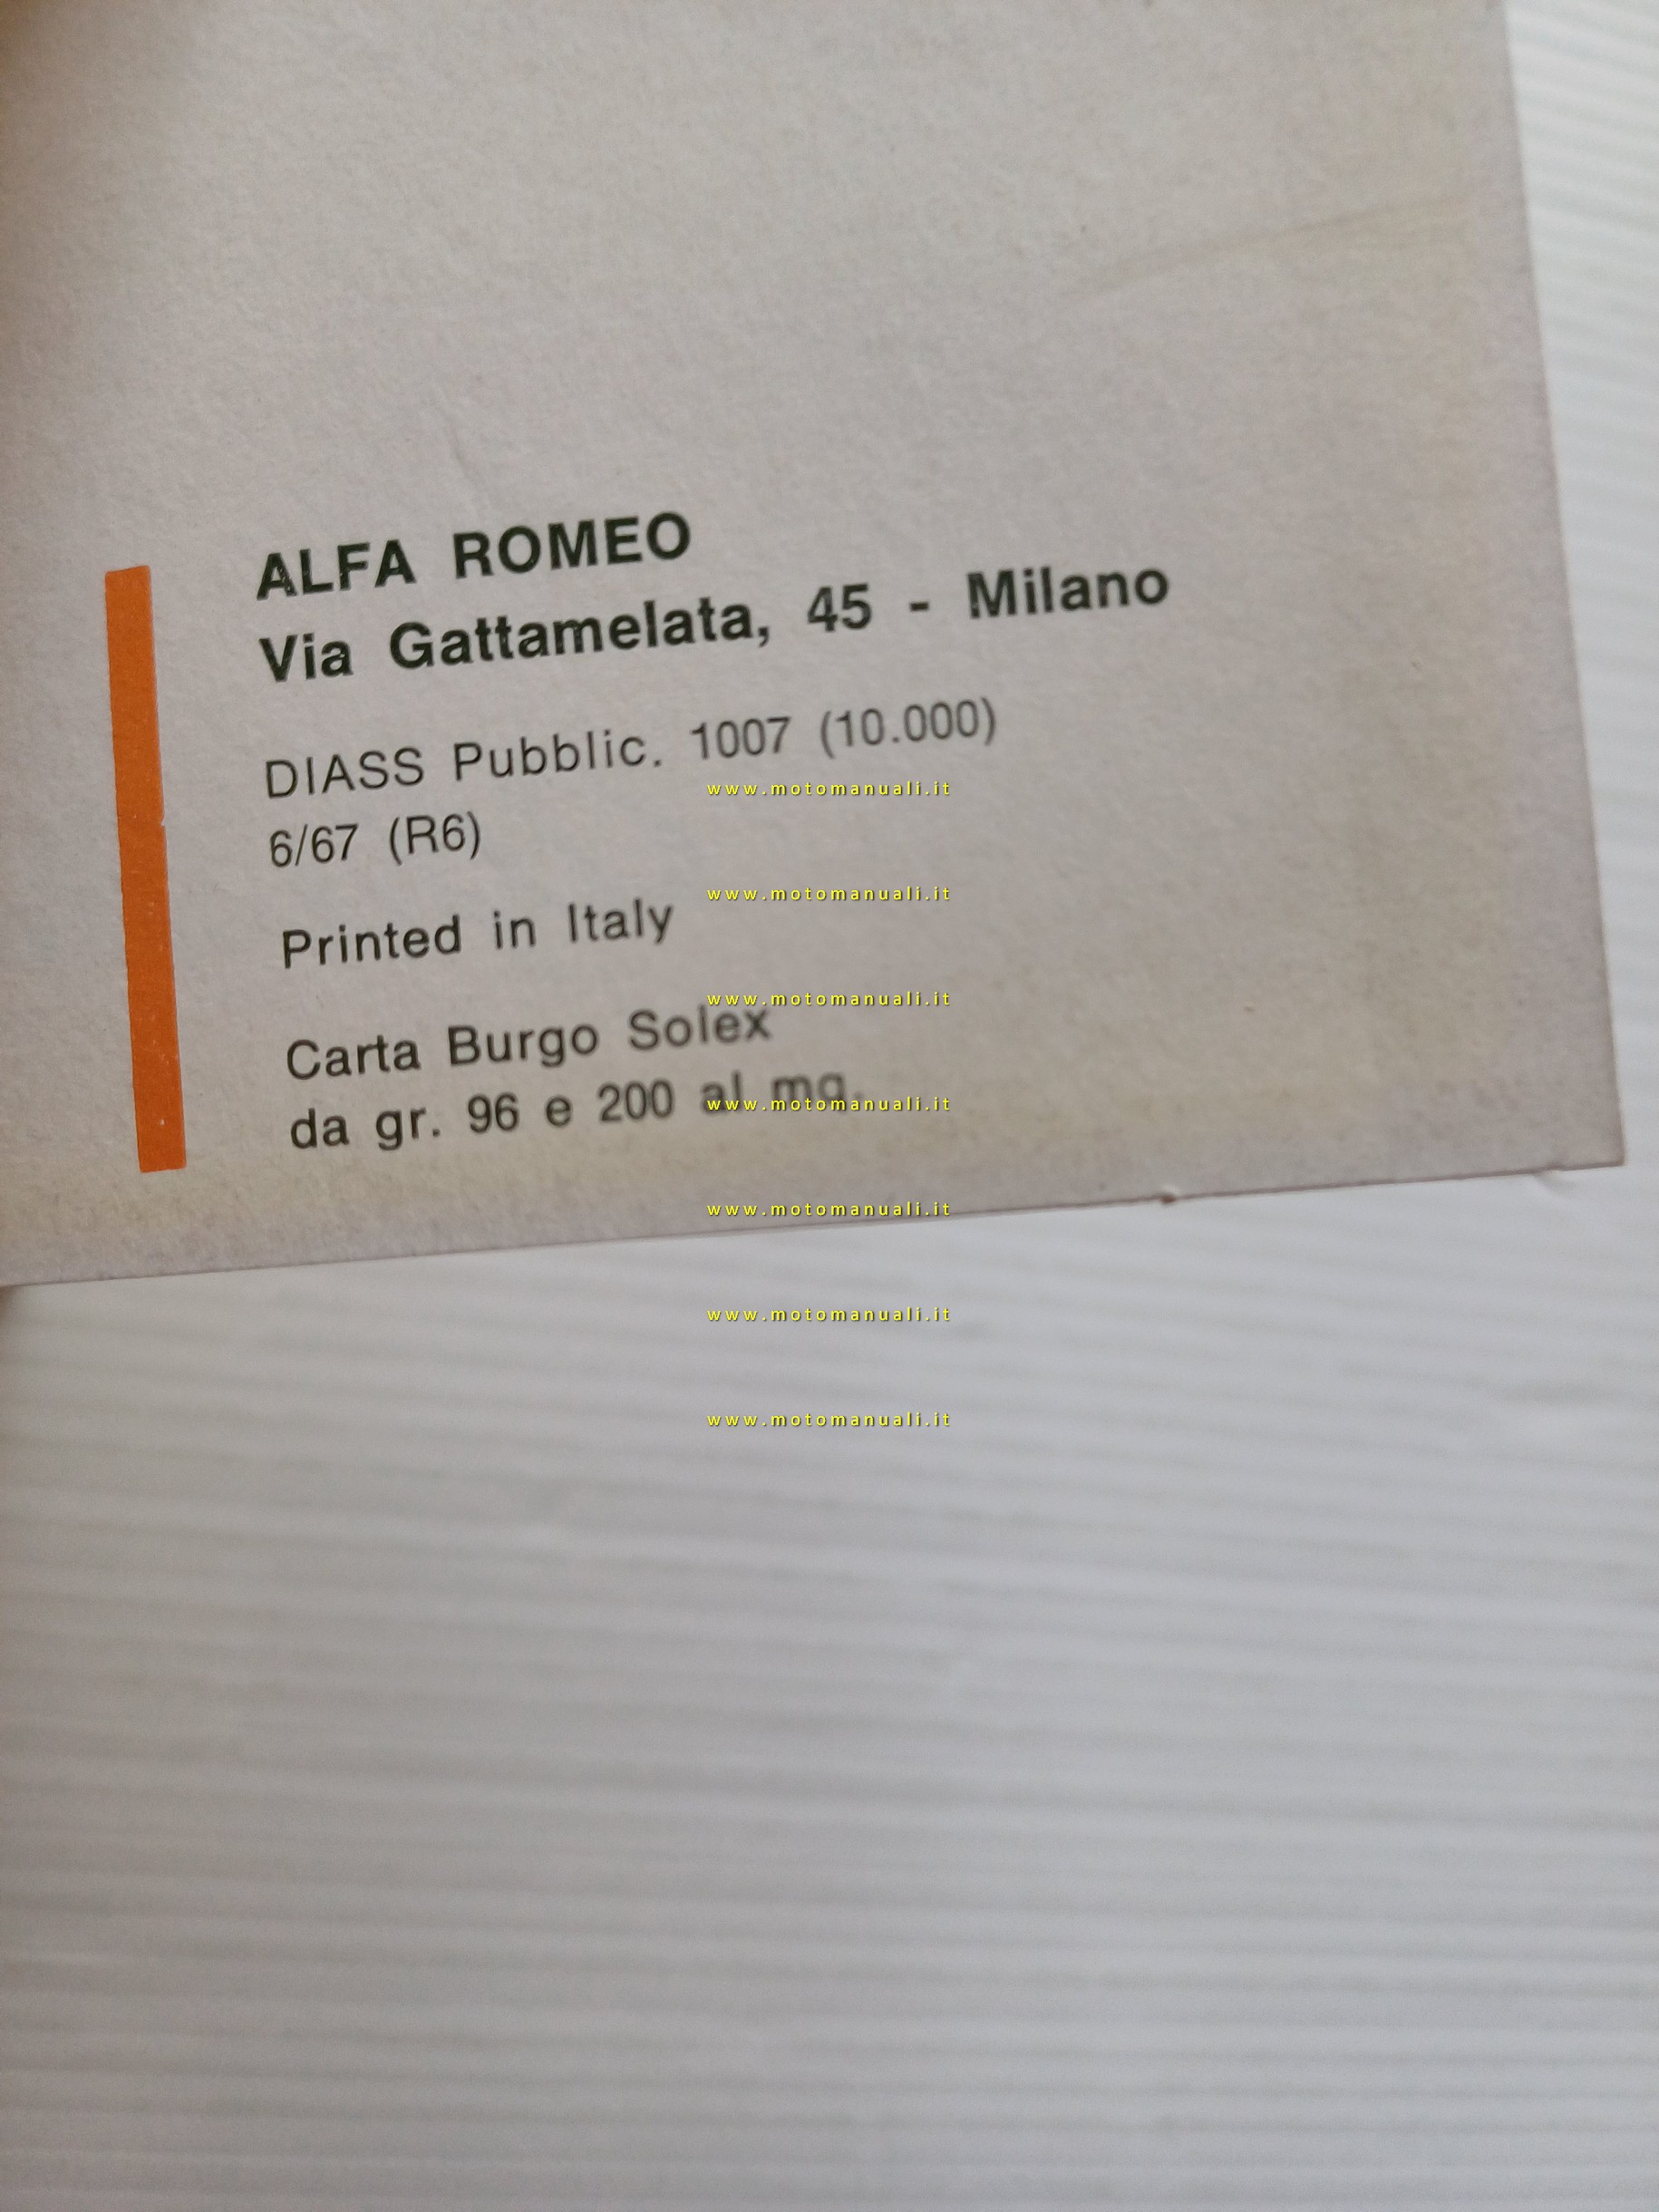 ALFA ROMEO
Via Gattamelata, 45 - Milano
DIASS Pubblic. 1007 (10.000)
www.motomanuali.it
6/67 (R6)
www.motomanuali.it
Printed in Italy
www.motomanuali.it
Carta Burgo Solex
da gr. 96 e 200 al mq.
www.motomanuali.it
www.motomanuali.it
www.motomanuali.it
www.motomanuali.it